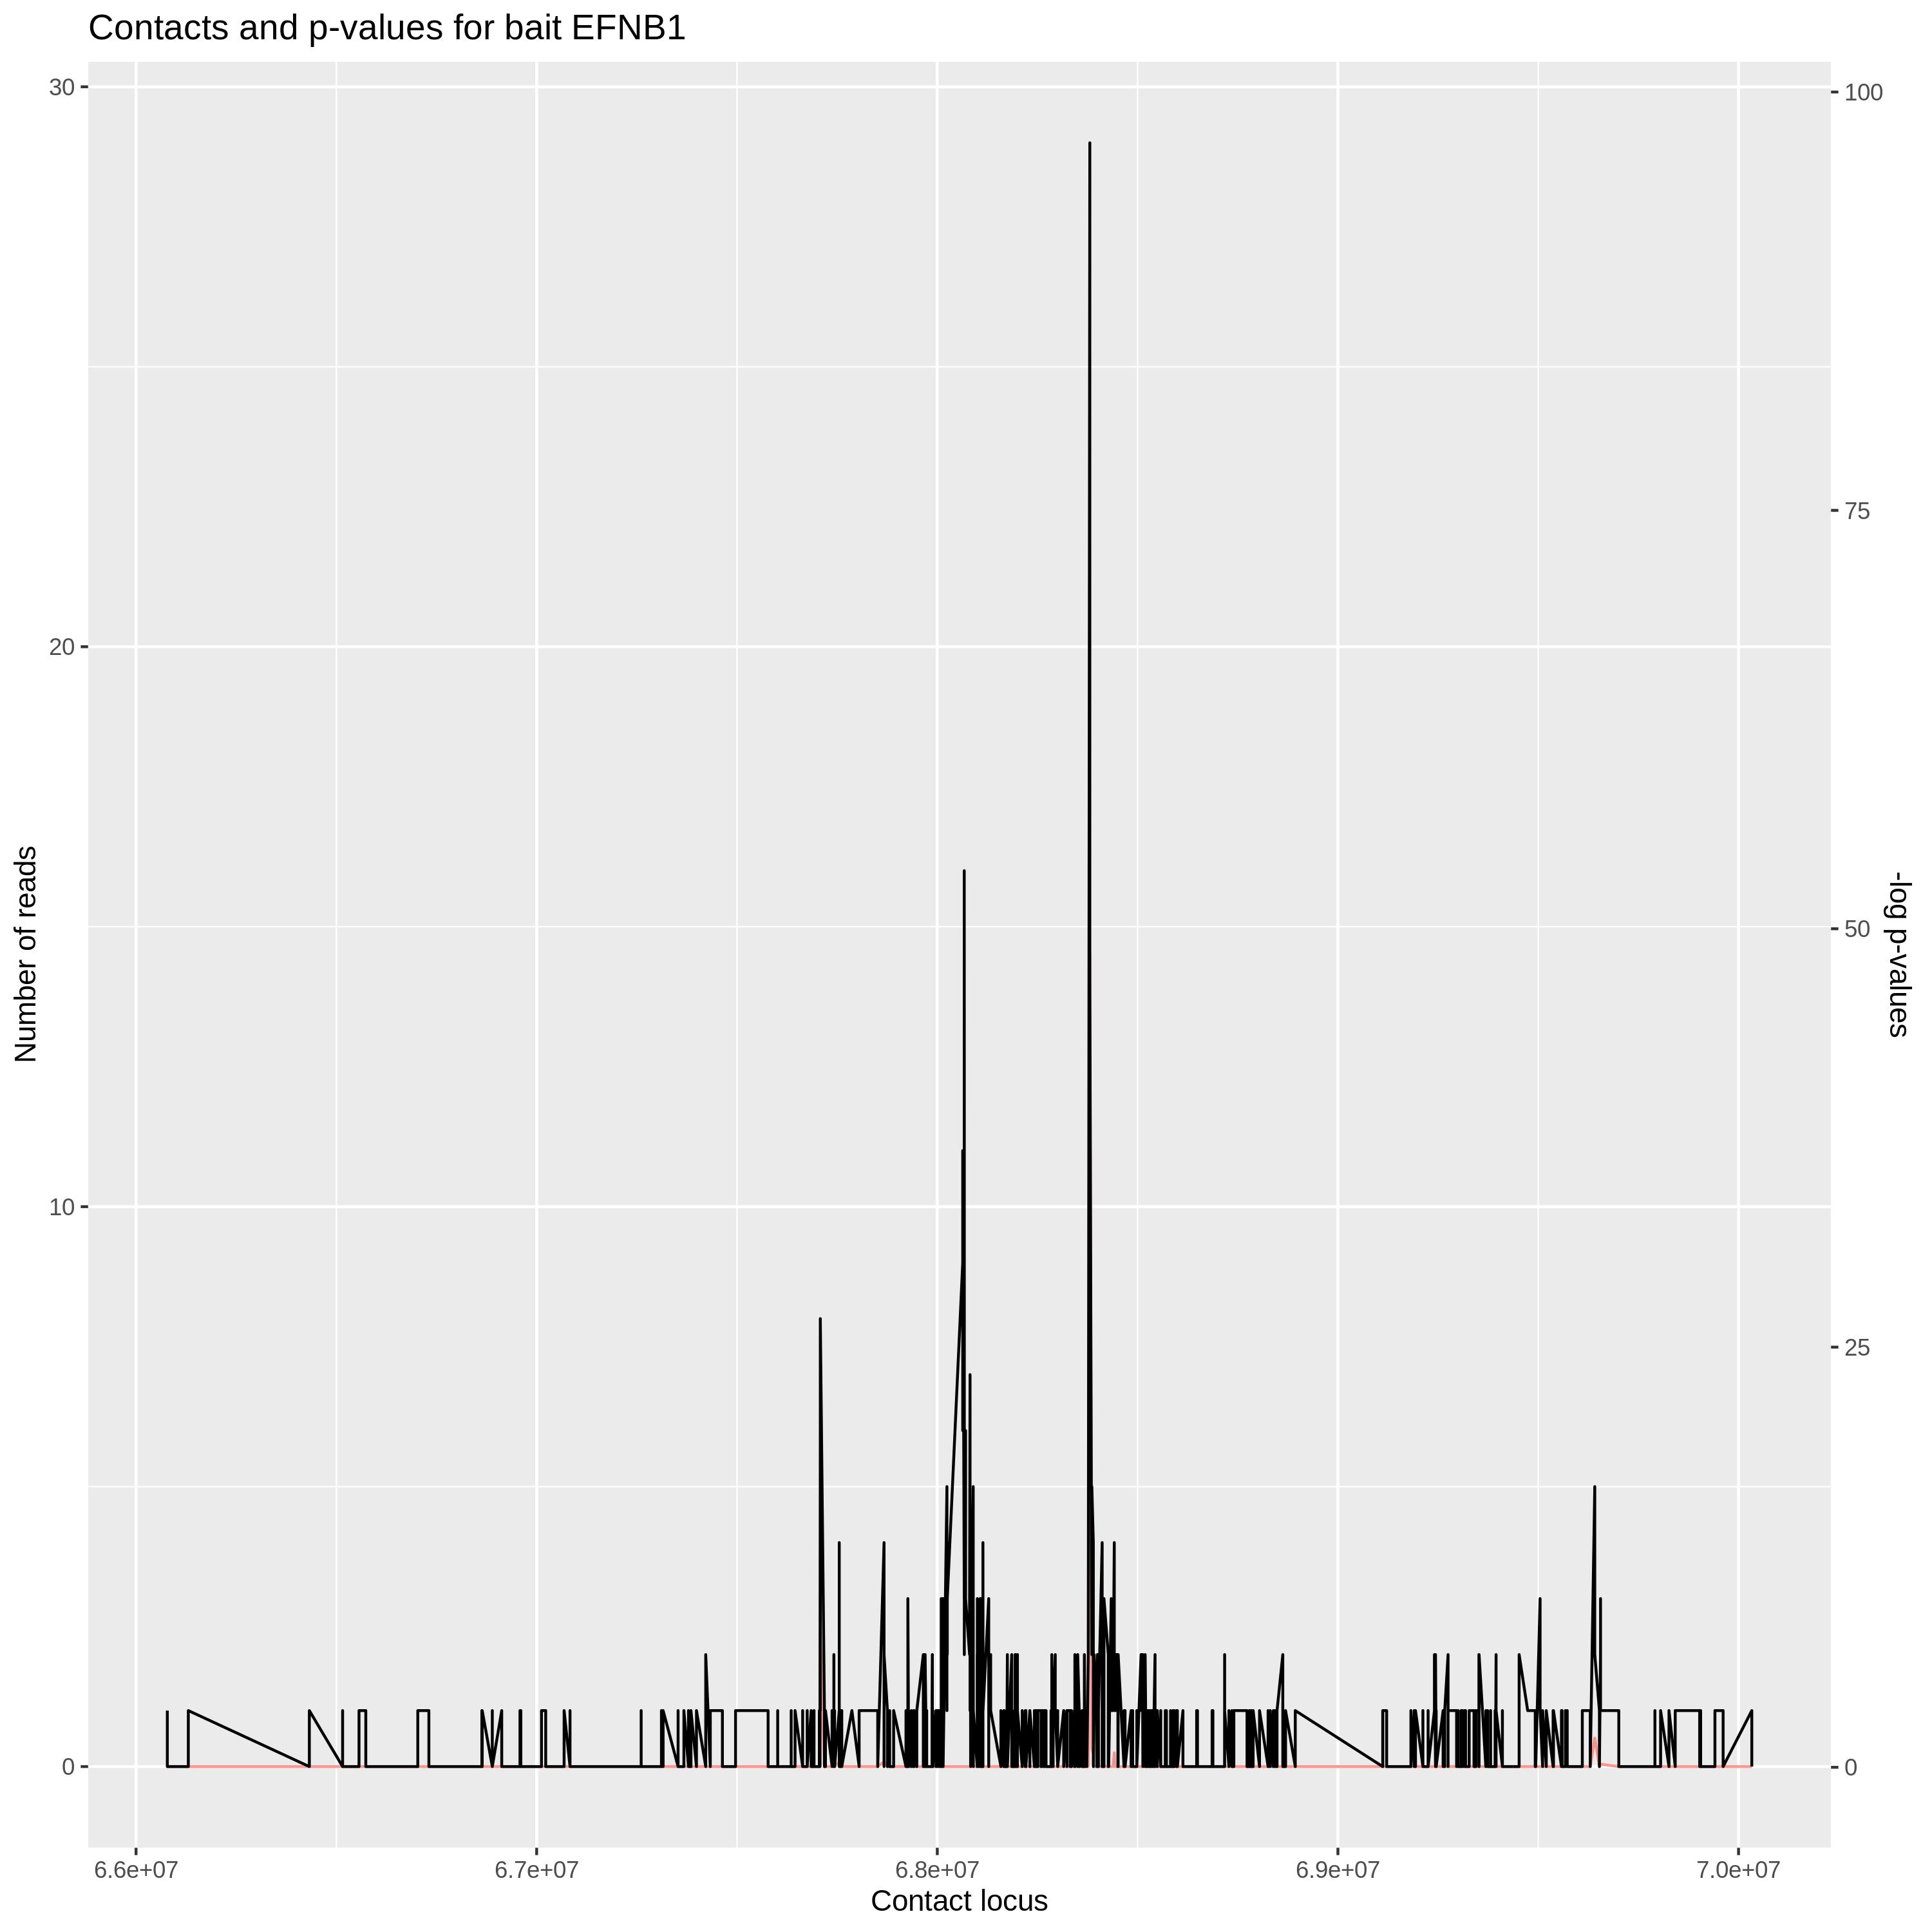 Contacts and p-values for bait EFNB1
30
20
10
0
Number of reads
100
75
50
25
0
-log p-values
6.6e+07
6.7e+07
6.8e+07
6.9e+07
7.0e+07
Contact locus